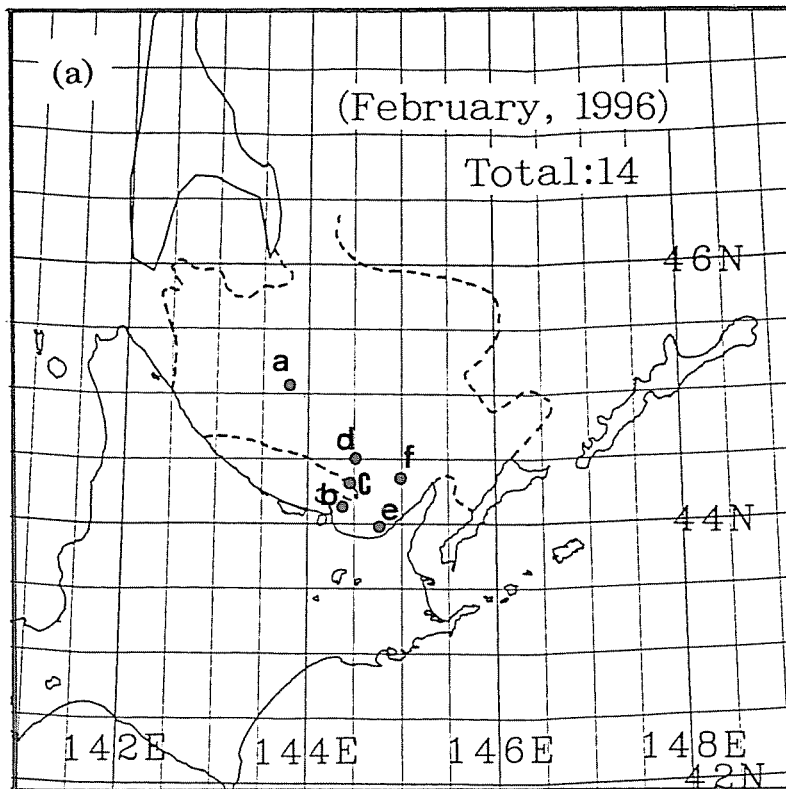 (a)
(February, 1996)
Total:14
46N
a
d
f
C
b
e
44N
142E 144E 146E 148E
42N